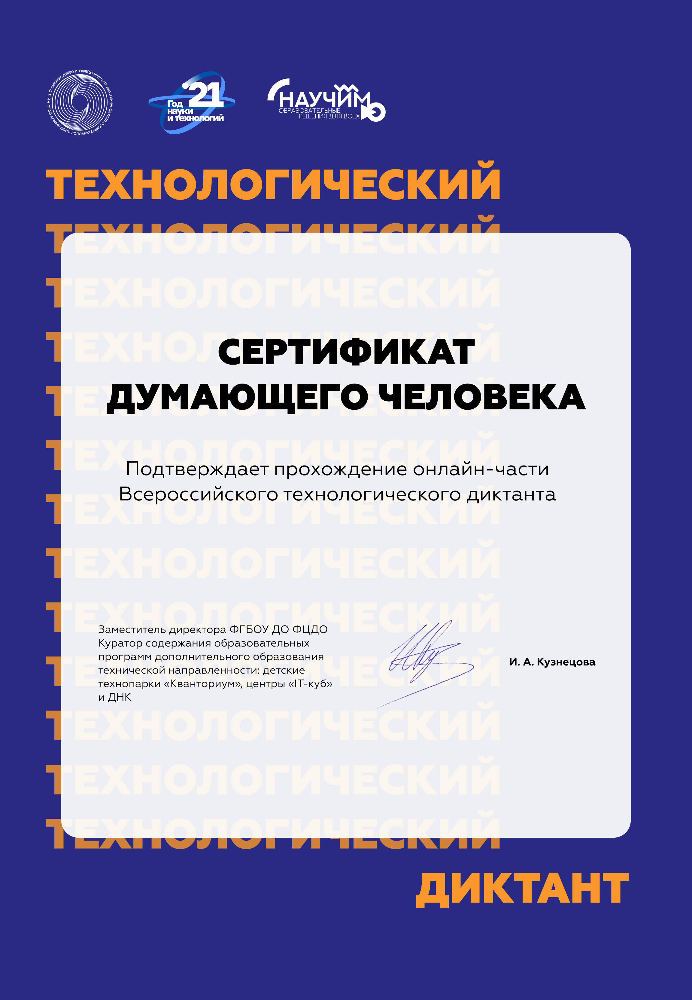 ФЕДЕРАЛЬНЫЙ ЦЕНТР ДОПОЛНИТЕЛЬНОГО ОБРАЗОВАНИЯ И ОРГАНИЗАЦИИ ОТДЫХА И ОЗДОРОВЛЕНИЯ ДЕТЕЙ
'21
Год
науки
и технологий
НАУЧИМ
ОБРАЗОВАТЕЛЬНЫЕ
РЕШЕНИЯ ДЛЯ ВСЕХ
ТЕХНОЛОГИЧЕСКИЙ
ТЕХНОЛОГИЧЕСКИЙ
ТЕХНОЛОГИЧЕСКИЙ
ТЕХНОЛОГИЧЕСКИЙ
СЕРТИФИКАТ
ТЕХНОЛОГИЧЕСКИЙ
ДУМАЮЩЕГО ЧЕЛОВЕКА
ТЕХНОЛОГИЧЕСКИЙ
Подтверждает прохождение онлайн-части
Всероссийского технологического диктанта
ТЕХНОЛОГИЧЕСКИЙ
ТЕХНОЛОГИЧЕСКИЙ
ТЕХНОЛОГИЧЕСКИЙ
Заместитель директора ФГБОУ ДО ФЦДО
Куратор содержания образовательных
программ дополнительного образования
технической направленности: детские
технопарки «Кванториум», центры «IT-куб»
и ДНК
И. А. Кузнецова
ТЕХНОЛОГИЧЕСКИЙ
ТЕХНОЛОГИЧЕСКИЙ
ТЕХНОЛОГИЧЕСКИЙ
ТЕХНОЛОГИЧЕСКИЙ
ДИКТАНТ